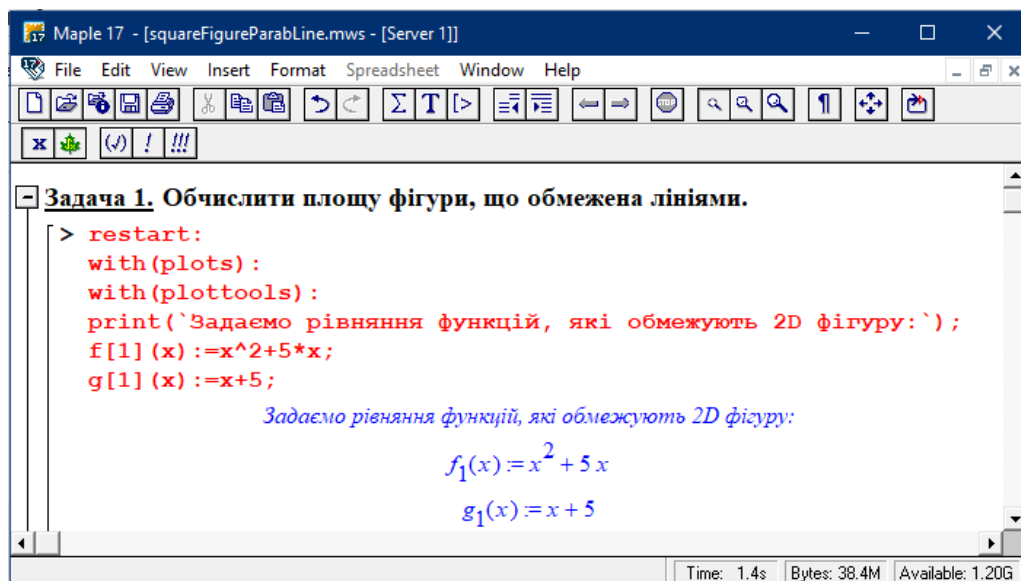 Maple 17 - [squareFigureParabLine.mws - [Server 1]]
File Edit View Insert Format Spreadsheet Window Help
Задача 1. Обчислити площу фігури, що обмежена лініями.
> restart:
with(plots):
with(plottools):
print(`Задаємо рівняння функцій, які обмежують 2D фігуру:`);
f[1](x):=x^2+5*x;
g[1](x):=x+5;
Задаємо рівняння функцій, які обмежують 2D фігуру:
f₁(x) := x² + 5 x
g₁(x) := x + 5
Time: 1.4s Bytes: 38.4M Available: 1.20G